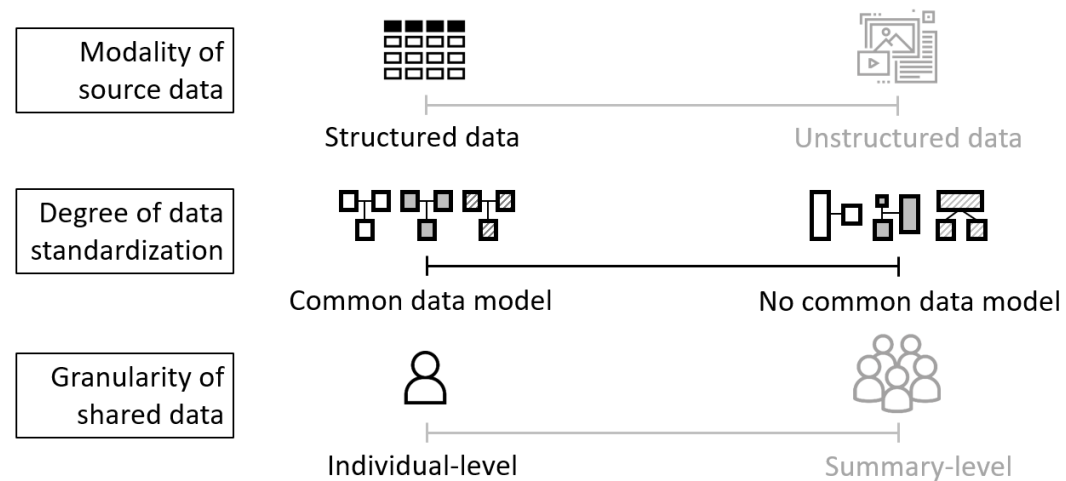 Modality of
source data
Structured data
Unstructured data
Degree of data
standardization
Common data model
No common data model
Granularity of
shared data
Individual-level
Summary-level